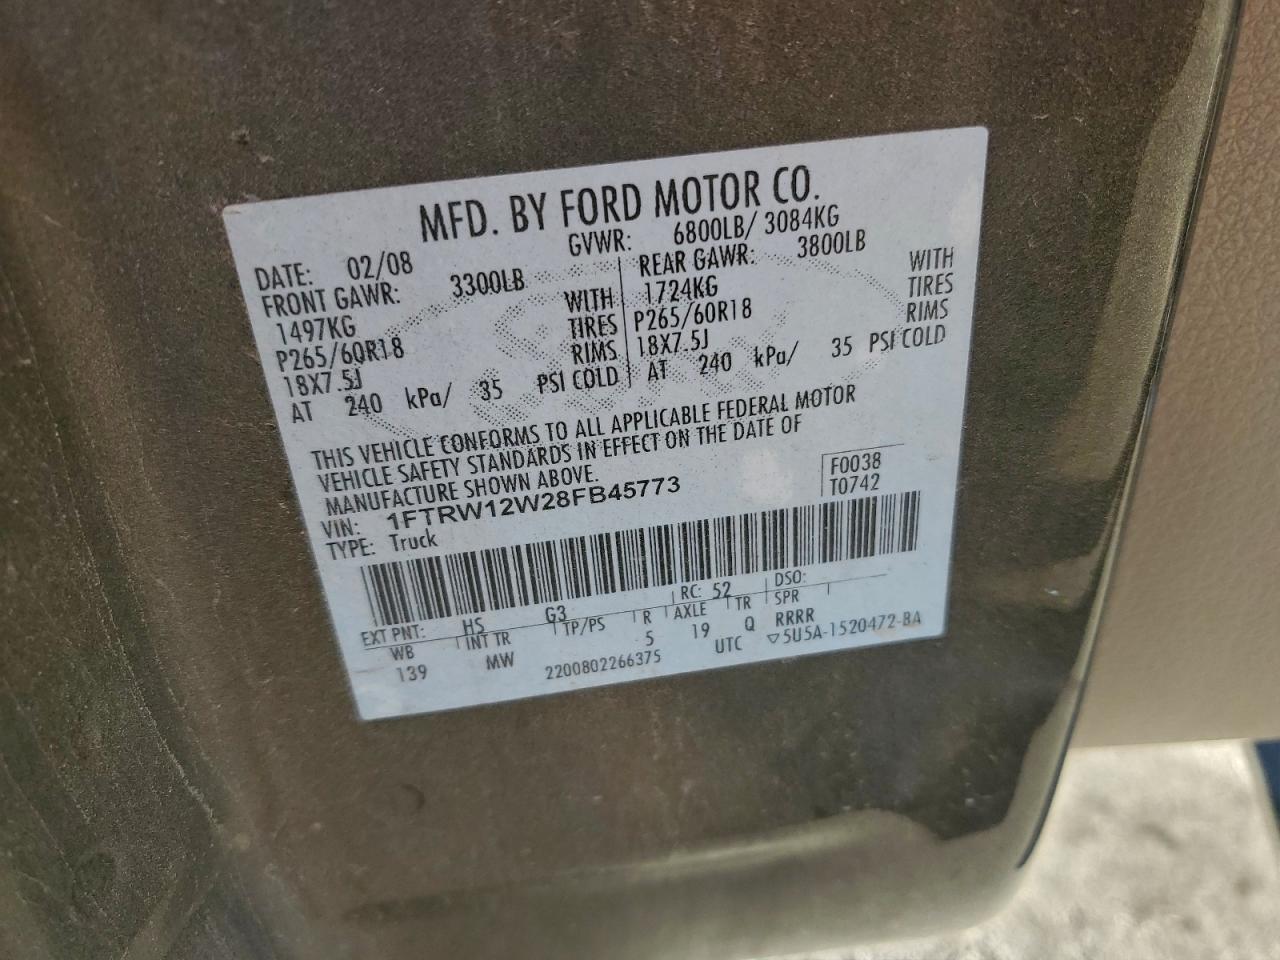 MFD. BY FORD MOTOR CO.
DATE: 02/08 GVWR: 6800LB/ 3084KG
FRONT GAWR: 3300LB REAR GAWR: 3800LB
1497KG WITH 1724KG WITH
P265/60R18 TIRES P265/60R18 TIRES
18X7.5J RIMS 18X7.5J RIMS
AT 240 kPa/ 35 PSI COLD AT 240 kPa/ 35 PSI COLD
THIS VEHICLE CONFORMS TO ALL APPLICABLE FEDERAL MOTOR
VEHICLE SAFETY STANDARDS IN EFFECT ON THE DATE OF
MANUFACTURE SHOWN ABOVE.
F0038
VIN: 1FTRW12W28FB45773
T0742
TYPE: Truck
EXT PNT: HS G3 RC: 52 DSO:
WB INT TR TP/PS R AXLE TR SPR
139 MW 5 19 Q RRRR
2200802266375 UTC ▽5U5A-1520472-BA